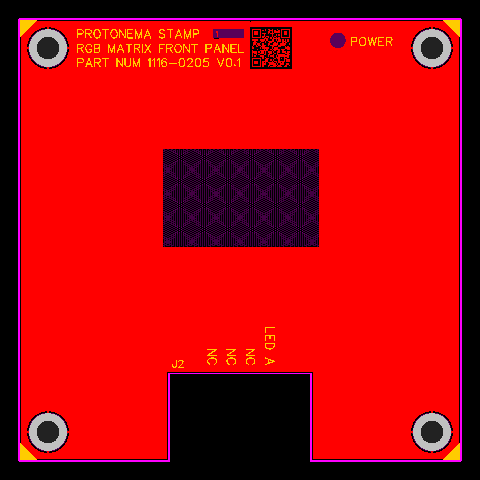 PROTONEMA STAMP
RGB MATRIX FRONT PANEL
PART NUM 1116-0205 V0.1
POWER
LED A
NC
NC
NC
J2